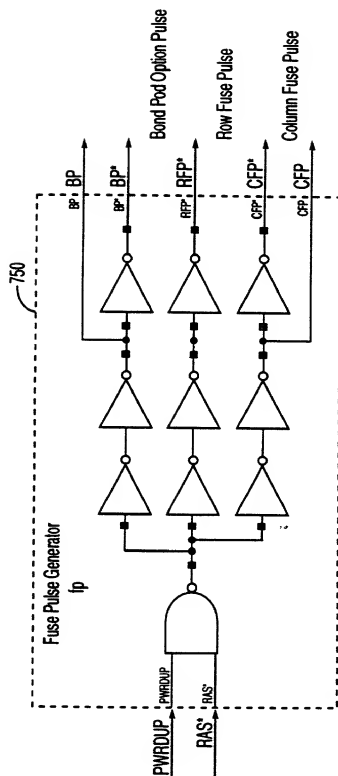 750
Fuse Pulse Generator
fp
PWRDUP
PWRDUP
RAS*
RAS*
BP
BP
Bond Pod Option Pulse
BP*
BP*
Row Fuse Pulse
RFP*
RFP*
CFP*
CFP*
Column Fuse Pulse
CFP
CFP